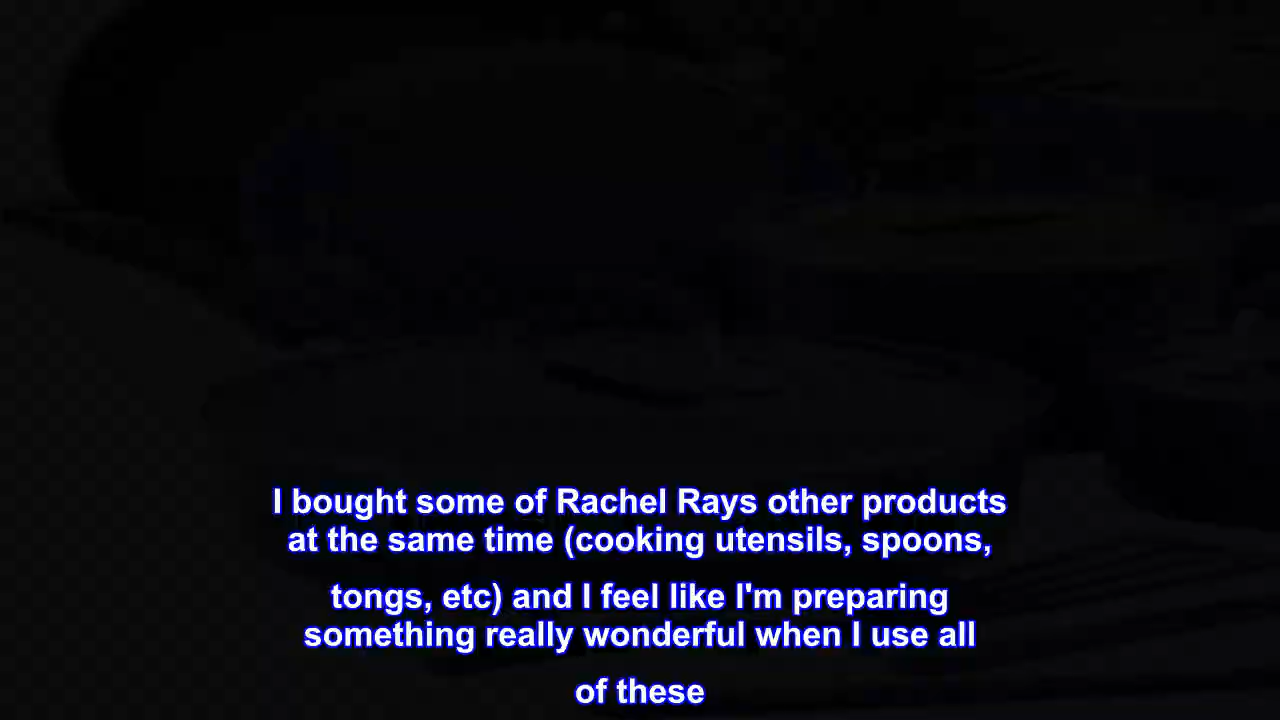 I bought some of Rachel Rays other products
at the same time (cooking utensils, spoons,
tongs, etc) and I feel like I'm preparing
something really wonderful when I use all
of these